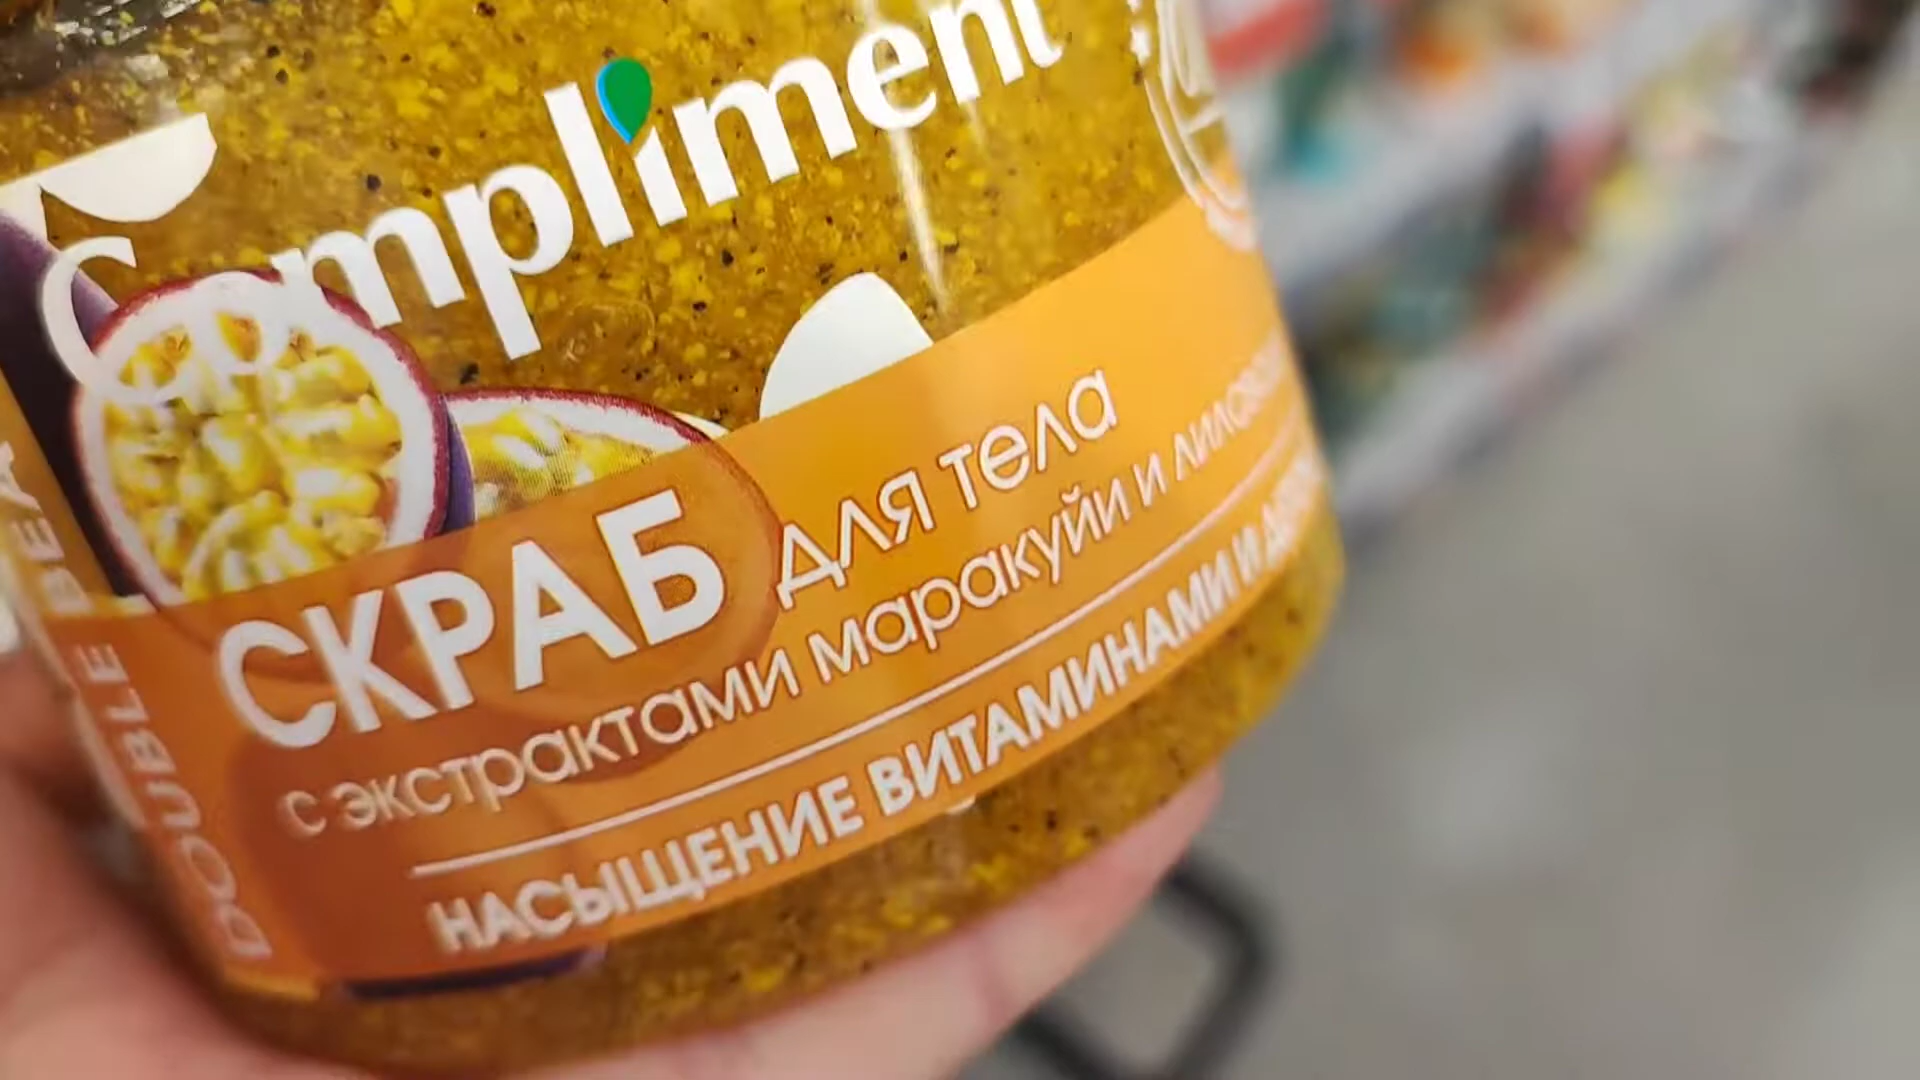 Compliment
СКРАБ для тела
с экстрактами маракуйи и
НАСЫЩЕНИЕ ВИТАМИНАМИ И
DOUBLE